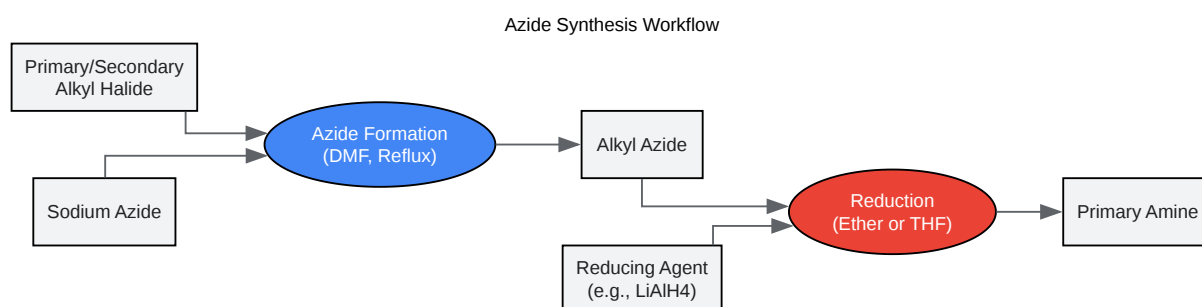 Azide Synthesis Workflow
Primary/Secondary
Alkyl Halide
Sodium Azide
Azide Formation
(DMF, Reflux)
Alkyl Azide
Reducing Agent
(e.g., LiAlH4)
Reduction
(Ether or THF)
Primary Amine